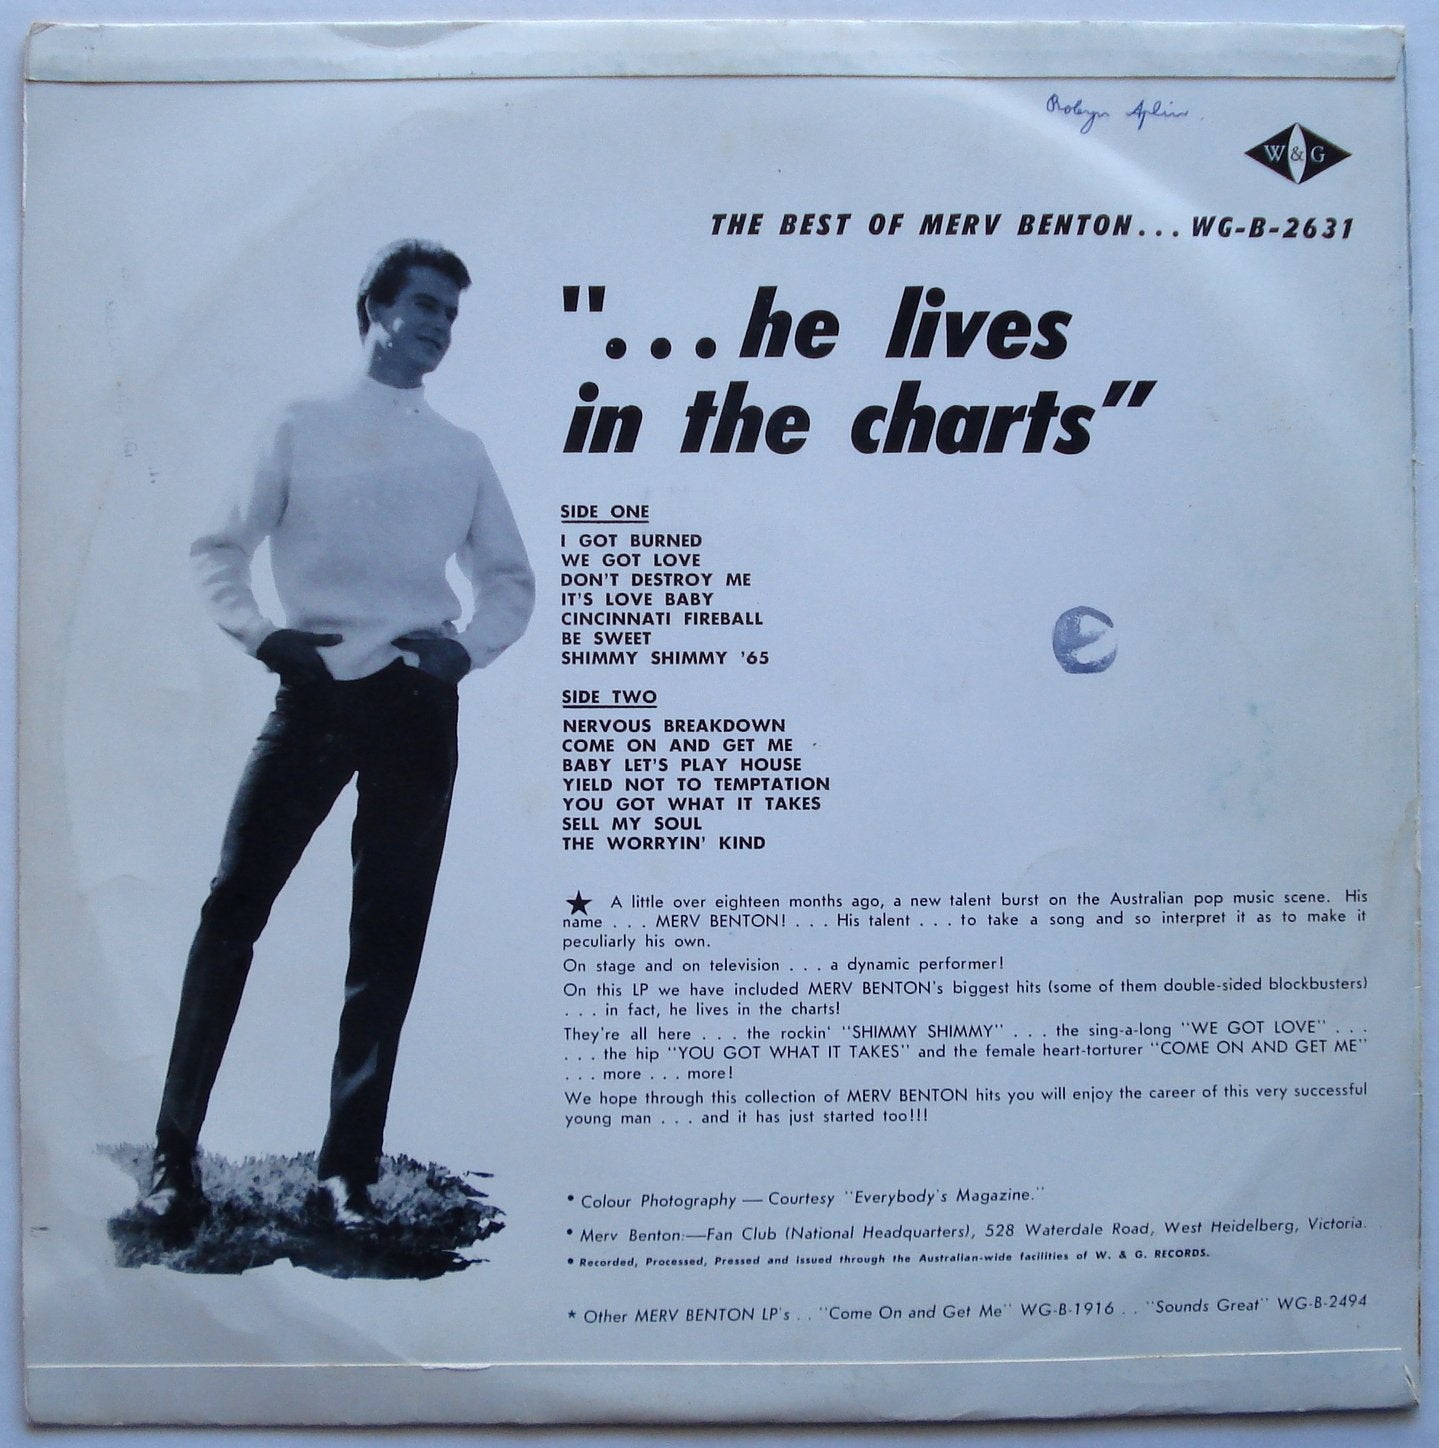 Robyn Aplin
W&G
THE BEST OF MERV BENTON... WG-B-2631
"...he lives
in the charts"
SIDE ONE
I GOT BURNED
WE GOT LOVE
DON'T DESTROY ME
IT'S LOVE BABY
CINCINNATI FIREBALL
BE SWEET
SHIMMY SHIMMY '65
SIDE TWO
NERVOUS BREAKDOWN
COME ON AND GET ME
BABY LET'S PLAY HOUSE
YIELD NOT TO TEMPTATION
YOU GOT WHAT IT TAKES
SELL MY SOUL
THE WORRYIN' KIND
★ A little over eighteen months ago, a new talent burst on the Australian pop music scene. His
name . . . MERV BENTON! . . . His talent . . . to take a song and so interpret it as to make it
peculiarly his own.
On stage and on television . . . a dynamic performer!
On this LP we have included MERV BENTON's biggest hits (some of them double-sided blockbusters)
. . . in fact, he lives in the charts!
They're all here . . . the rockin' "SHIMMY SHIMMY" . . . the sing-a-long "WE GOT LOVE" . . .
. . . the hip "YOU GOT WHAT IT TAKES" and the female heart-torturer "COME ON AND GET ME"
. . . more . . . more!
We hope through this collection of MERV BENTON hits you will enjoy the career of this very successful
young man . . . and it has just started too!!!
• Colour Photography — Courtesy "Everybody's Magazine."
• Merv Benton:—Fan Club (National Headquarters), 528 Waterdale Road, West Heidelberg, Victoria.
• Recorded, Processed, Pressed and issued through the Australian-wide facilities of W. & G. RECORDS.
* Other MERV BENTON LP's . . "Come On and Get Me" WG-B-1916 . . "Sounds Great" WG-B-2494